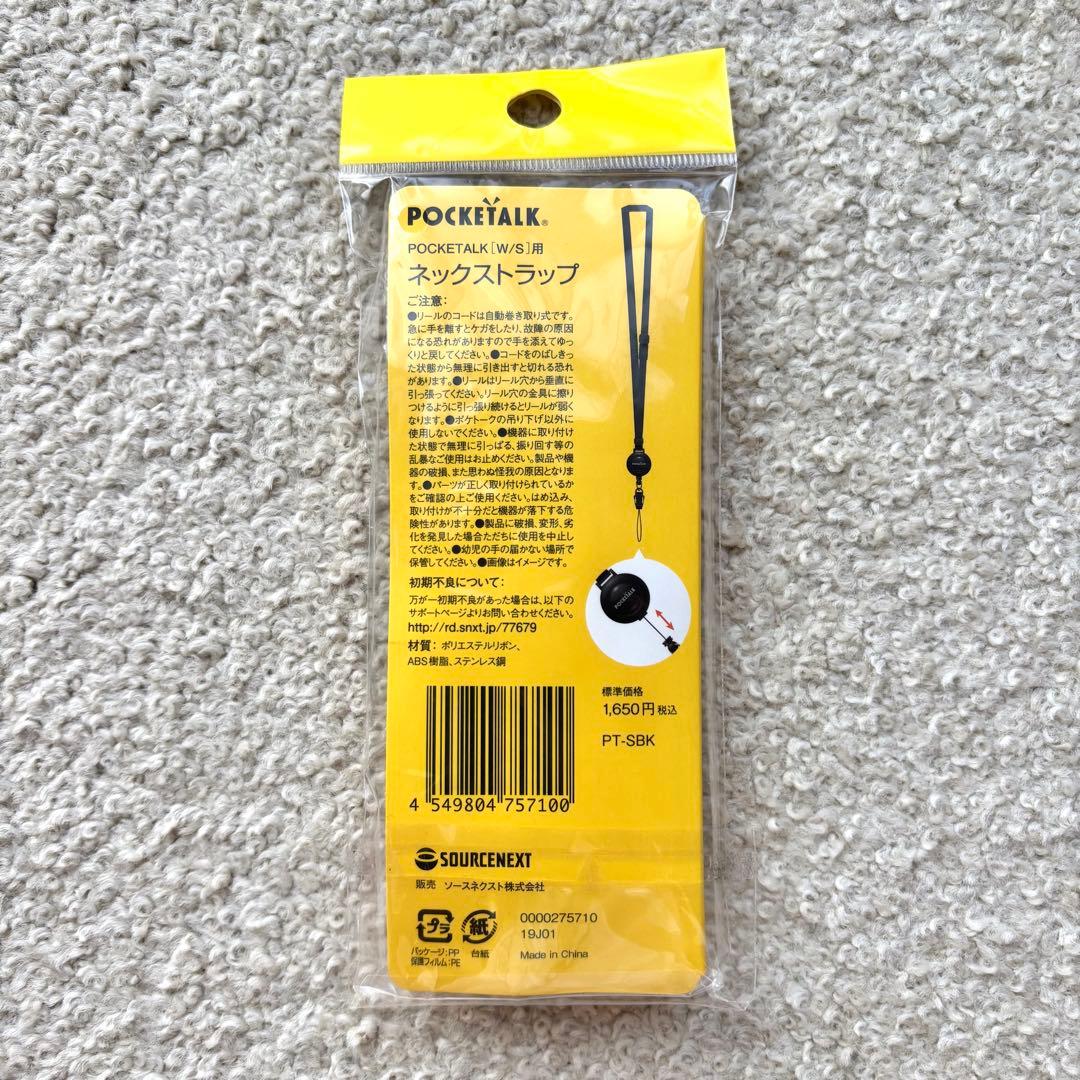 POCKETALK®
POCKETALK[W/S]用
ネックストラップ
ご注意:
●リールのコードは自動巻き取り式です。
急に手を離すとケガをしたり、故障の原因
になる恐れがありますので手を添えてゆっ
くりと戻してください。●コードをのばしきっ
た状態から無理に引き出すと切れる恐れ
があります。●リールはリール穴から垂直に
引っ張ってください。リール穴の金具に擦り
つけるように引っ張り続けるとリールが弱く
なります。●ポケトークの吊り下げ以外に
使用しないでください。●機器に取り付け
た状態で無理に引っぱる、振り回す等の
乱暴なご使用はお止めください。製品や機
器の破損、また思わぬ怪我の原因となりま
す。●パーツが正しく取り付けられているか
をご確認の上ご使用ください。はめ込み、
取り付けが不十分だと機器が落下する危
険性があります。●製品に破損、変形、劣
化を発見した場合ただちに使用を中止し
てください。●幼児の手の届かない場所で
保管してください。●画像はイメージです。
初期不良について:
万が一初期不良があった場合は、以下の
サポートページよりお問い合わせください。
http://rd.snxt.jp/77679
材質: ポリエステルリボン、
ABS樹脂、ステンレス鋼
POCKETALK
標準価格
1,650円 税込
PT-SBK
4 549804 757100
SOURCENEXT
販売 ソースネクスト株式会社
プラ
紙
パッケージ:PP
保護フィルム:PE
台紙
0000275710
19J01
Made in China